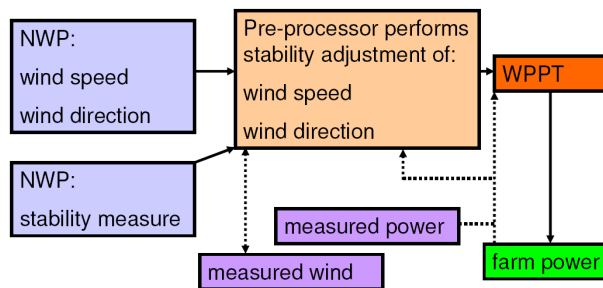 NWP:
wind speed
wind direction
Pre-processor performs
stability adjustment of:
wind speed
wind direction
WPPT
NWP:
stability measure
measured power
measured wind
farm power